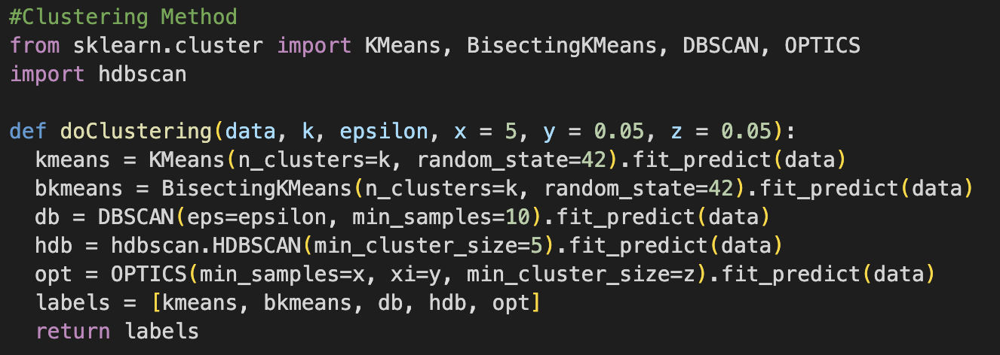 #Clustering Method
from sklearn.cluster import KMeans, BisectingKMeans, DBSCAN, OPTICS
import hdbscan

def doClustering(data, k, epsilon, x = 5, y = 0.05, z = 0.05):
  kmeans = KMeans(n_clusters=k, random_state=42).fit_predict(data)
  bkmeans = BisectingKMeans(n_clusters=k, random_state=42).fit_predict(data)
  db = DBSCAN(eps=epsilon, min_samples=10).fit_predict(data)
  hdb = hdbscan.HDBSCAN(min_cluster_size=5).fit_predict(data)
  opt = OPTICS(min_samples=x, xi=y, min_cluster_size=z).fit_predict(data)
  labels = [kmeans, bkmeans, db, hdb, opt]
  return labels